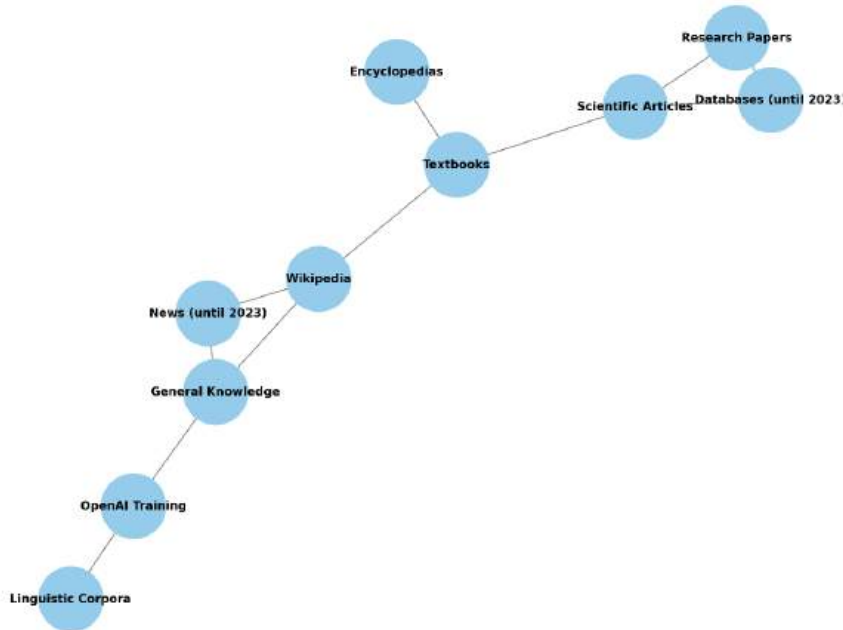 Research Papers
Encyclopedias
Scientific Articles
Databases (until 2023)
Textbooks
Wikipedia
News (until 2023)
General Knowledge
OpenAI Training
Linguistic Corpora